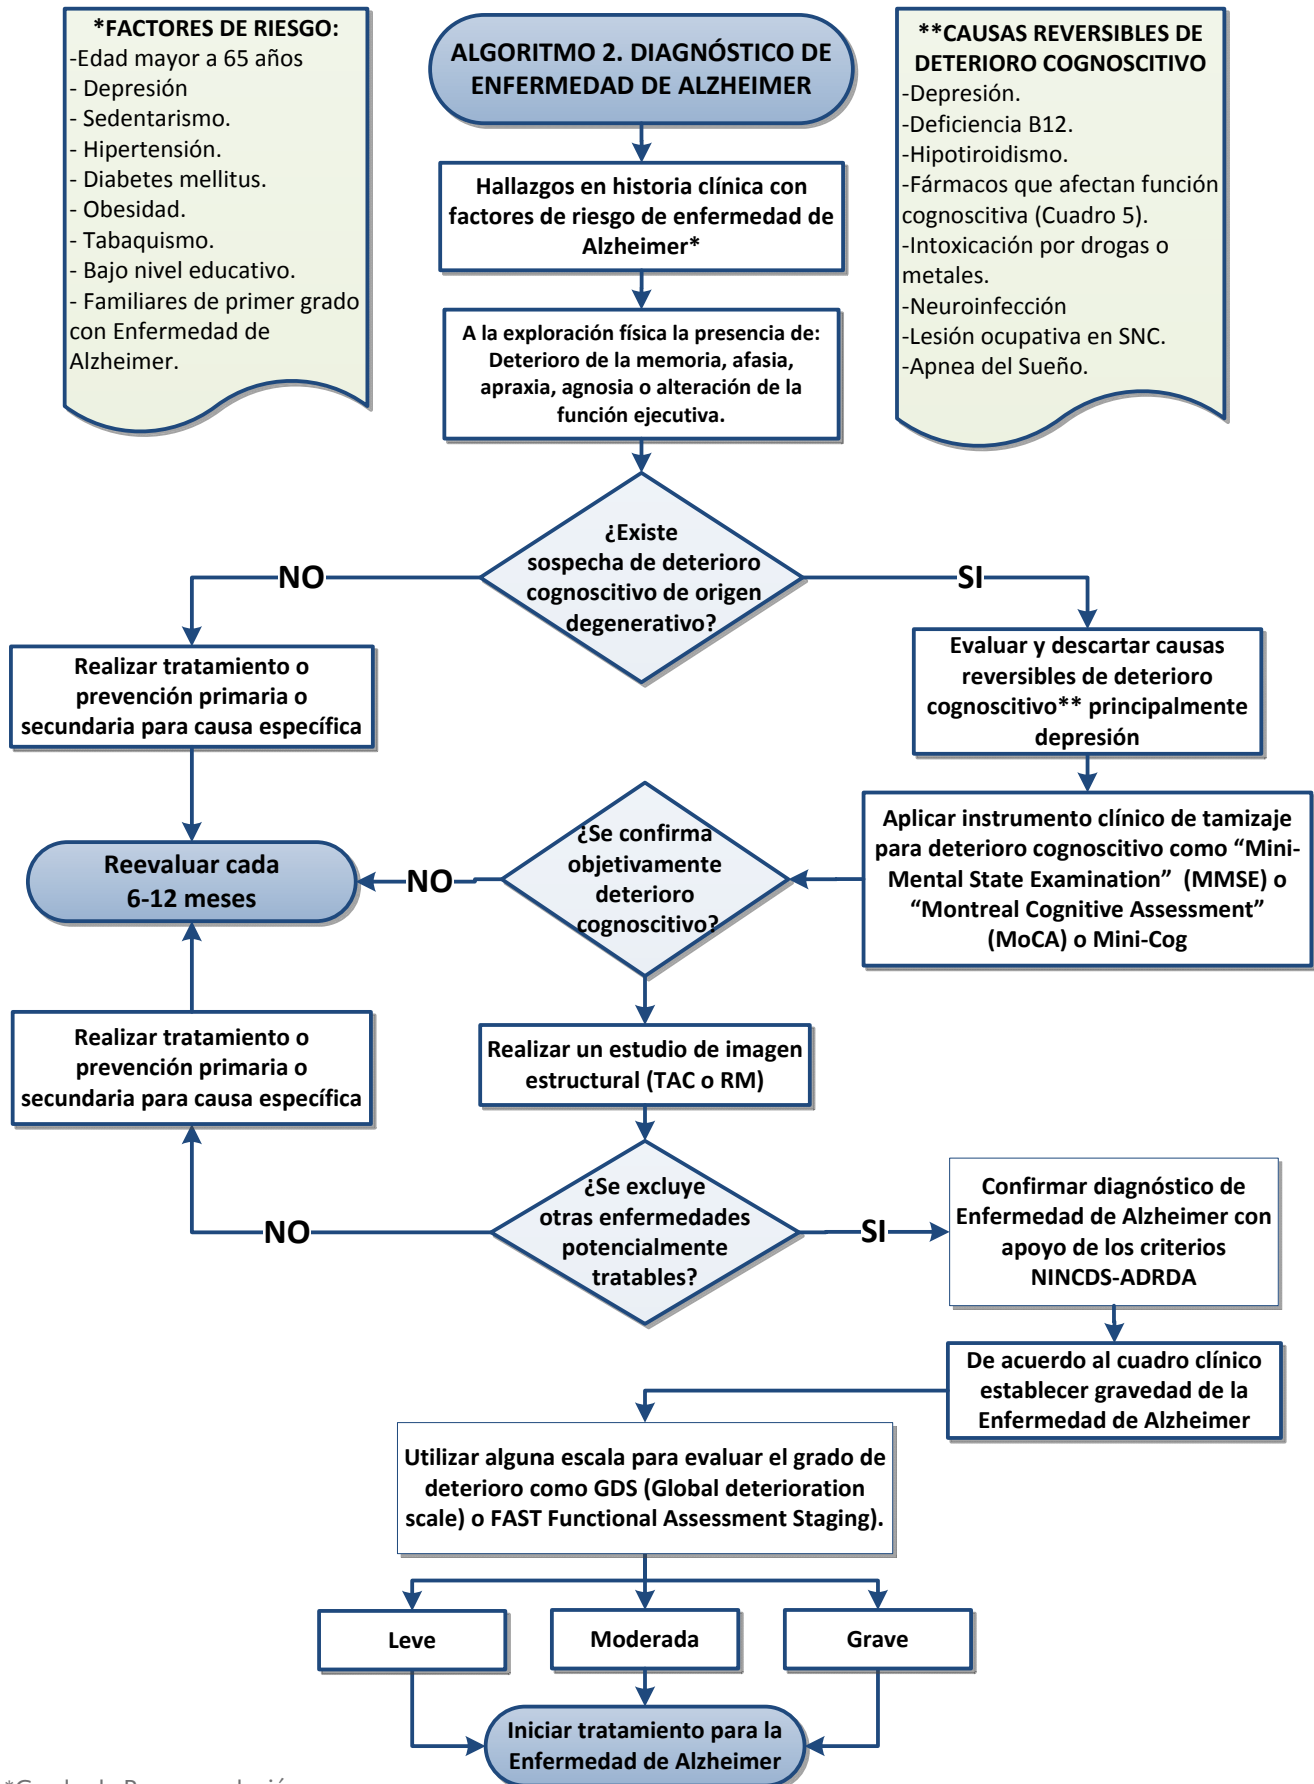 *FACTORES DE RIESGO:
-Edad mayor a 65 años
- Depresión
- Sedentarismo.
- Hipertensión.
- Diabetes mellitus.
- Obesidad.
- Tabaquismo.
- Bajo nivel educativo.
- Familiares de primer grado
con Enfermedad de
Alzheimer.
ALGORITMO 2. DIAGNÓSTICO DE
ENFERMEDAD DE ALZHEIMER
**CAUSAS REVERSIBLES DE
DETERIORO COGNOSCITIVO
-Depresión.
-Deficiencia B12.
-Hipotiroidismo.
-Fármacos que afectan función
cognoscitiva (Cuadro 5).
-Intoxicación por drogas o
metales.
-Neuroinfección
-Lesión ocupativa en SNC.
-Apnea del Sueño.
Hallazgos en historia clínica con
factores de riesgo de enfermedad de
Alzheimer*
A la exploración física la presencia de:
Deterioro de la memoria, afasia,
apraxia, agnosia o alteración de la
función ejecutiva.
¿Existe
sospecha de deterioro
cognoscitivo de origen
degenerativo?
NO
SI
Realizar tratamiento o
prevención primaria o
secundaria para causa específica
Evaluar y descartar causas
reversibles de deterioro
cognoscitivo** principalmente
depresión
Aplicar instrumento clínico de tamizaje
para deterioro cognoscitivo como “Mini-
Mental State Examination” (MMSE) o
“Montreal Cognitive Assessment”
(MoCA) o Mini-Cog
¿Se confirma
objetivamente
deterioro
cognoscitivo?
NO
Reevaluar cada
6-12 meses
Realizar tratamiento o
prevención primaria o
secundaria para causa específica
Realizar un estudio de imagen
estructural (TAC o RM)
¿Se excluye
otras enfermedades
potencialmente
tratables?
NO
SI
Confirmar diagnóstico de
Enfermedad de Alzheimer con
apoyo de los criterios
NINCDS-ADRDA
De acuerdo al cuadro clínico
establecer gravedad de la
Enfermedad de Alzheimer
Utilizar alguna escala para evaluar el grado de
deterioro como GDS (Global deterioration
scale) o FAST Functional Assessment Staging).
Leve
Moderada
Grave
Iniciar tratamiento para la
Enfermedad de Alzheimer